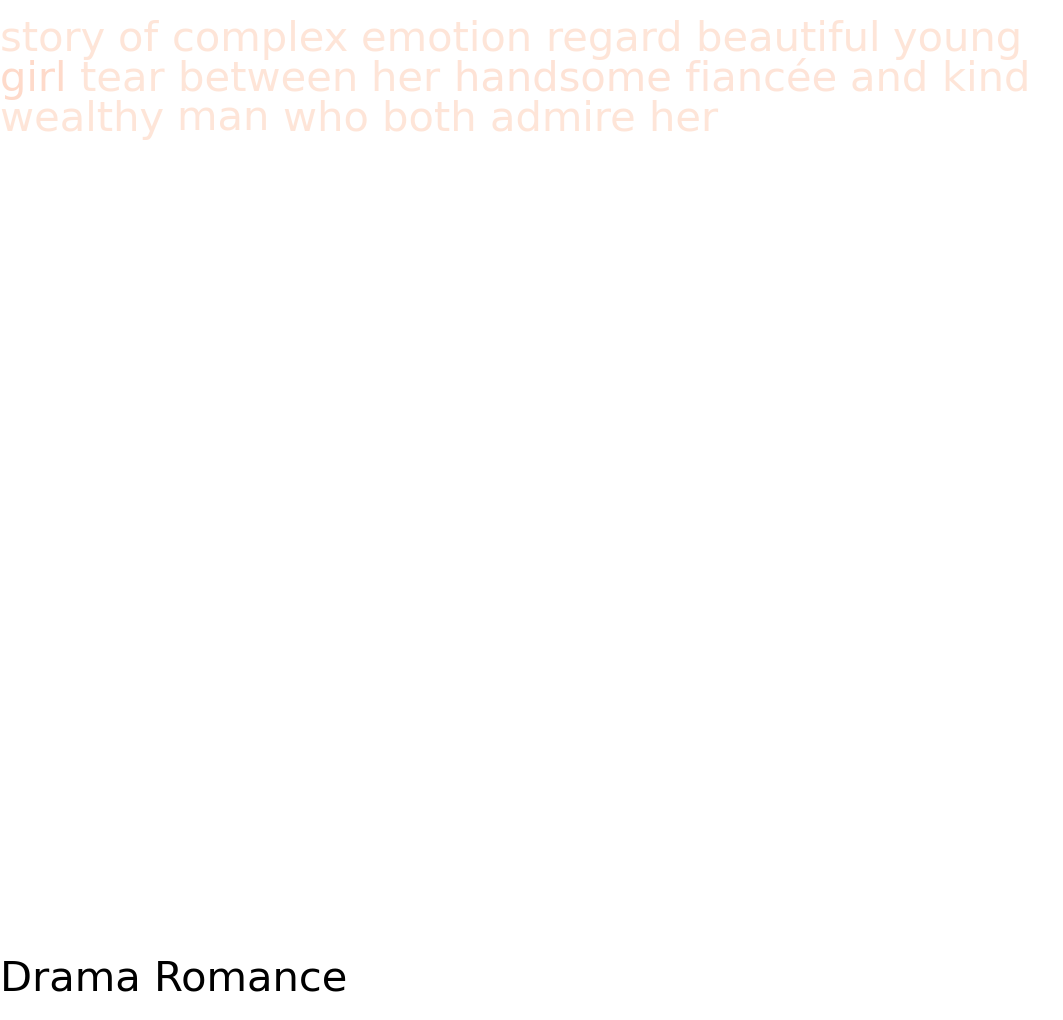 story of complex emotion regard beautiful young
girl tear between her handsome fiancée and kind
wealthy man who both admire her
Drama Romance